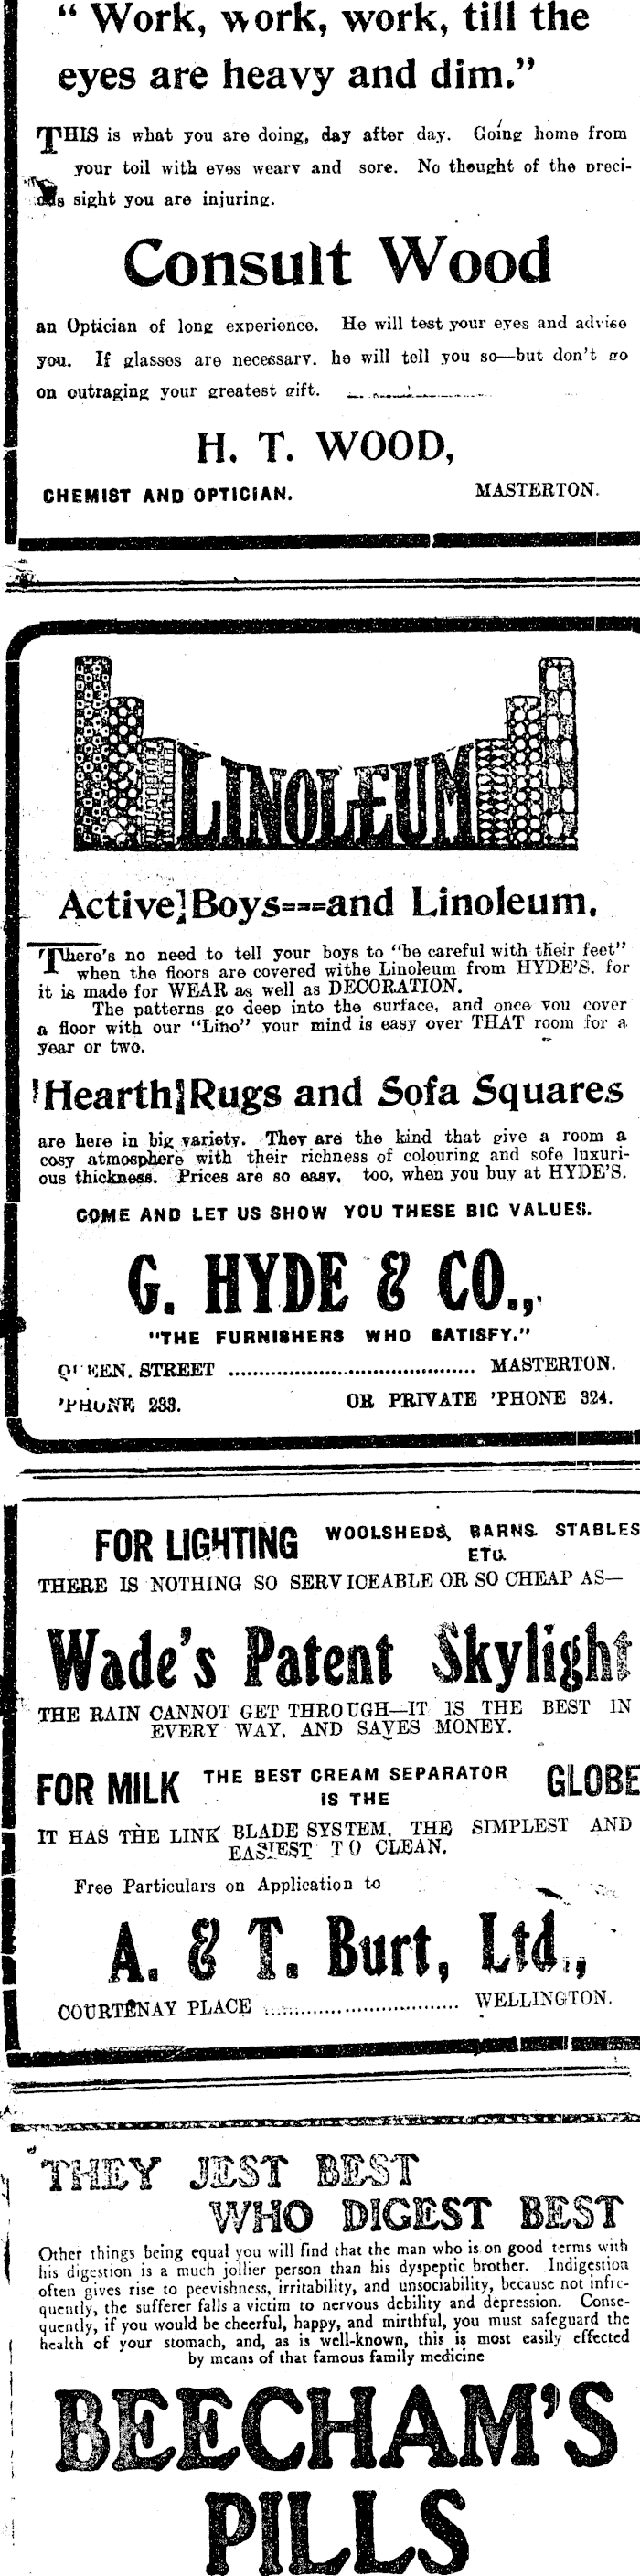 “ Work, work, work, till the
eyes are heavy and dim.”
THIS is what you are doing, day after day. Going home from
your toil with eyes weary and sore. No thought of the preci-
ous sight you are injuring.
Consult Wood
an Optician of long experience. He will test your eyes and advise
you. If glasses are necessary, he will tell you so—but don't go
on outraging your greatest gift.
H. T. WOOD,
CHEMIST AND OPTICIAN. MASTERTON.
LINOLEUM
Active Boys===and Linoleum.
There's no need to tell your boys to "be careful with their feet"
when the floors are covered withe Linoleum from HYDE'S. for
it is made for WEAR as well as DECORATION.
The patterns go deep into the surface, and once you cover
a floor with our "Lino" your mind is easy over THAT room for a
year or two.
Hearth Rugs and Sofa Squares
are here in big variety. They are the kind that give a room a
cosy atmosphere with their richness of colouring and sofe luxuri-
ous thickness. Prices are so easy, too, when you buy at HYDE'S.
COME AND LET US SHOW YOU THESE BIG VALUES.
G. HYDE & CO.,
"THE FURNISHERS WHO SATISFY."
QUEEN. STREET ........................................ MASTERTON.
'PHONE 233. OR PRIVATE 'PHONE 324.
FOR LIGHTING WOOLSHEDS, BARNS. STABLES
ETC.
THERE IS NOTHING SO SERVICEABLE OR SO CHEAP AS—
Wade's Patent Skylight
THE RAIN CANNOT GET THROUGH—IT IS THE BEST IN
EVERY WAY, AND SAVES MONEY.
FOR MILK THE BEST CREAM SEPARATOR GLOBE
IS THE
IT HAS THE LINK BLADE SYSTEM, THE SIMPLEST AND
EASIEST TO CLEAN.
Free Particulars on Application to
A. & T. Burt, Ltd.,
COURTENAY PLACE ................................ WELLINGTON.
THEY JEST BEST
WHO DIGEST BEST
Other things being equal you will find that the man who is on good terms with
his digestion is a much jollier person than his dyspeptic brother. Indigestion
often gives rise to peevishness, irritability, and unsociability, because not infre-
quently, the sufferer falls a victim to nervous debility and depression. Conse-
quently, if you would be cheerful, happy, and mirthful, you must safeguard the
health of your stomach, and, as is well-known, this is most easily effected
by means of that famous family medicine
BEECHAM'S
PILLS